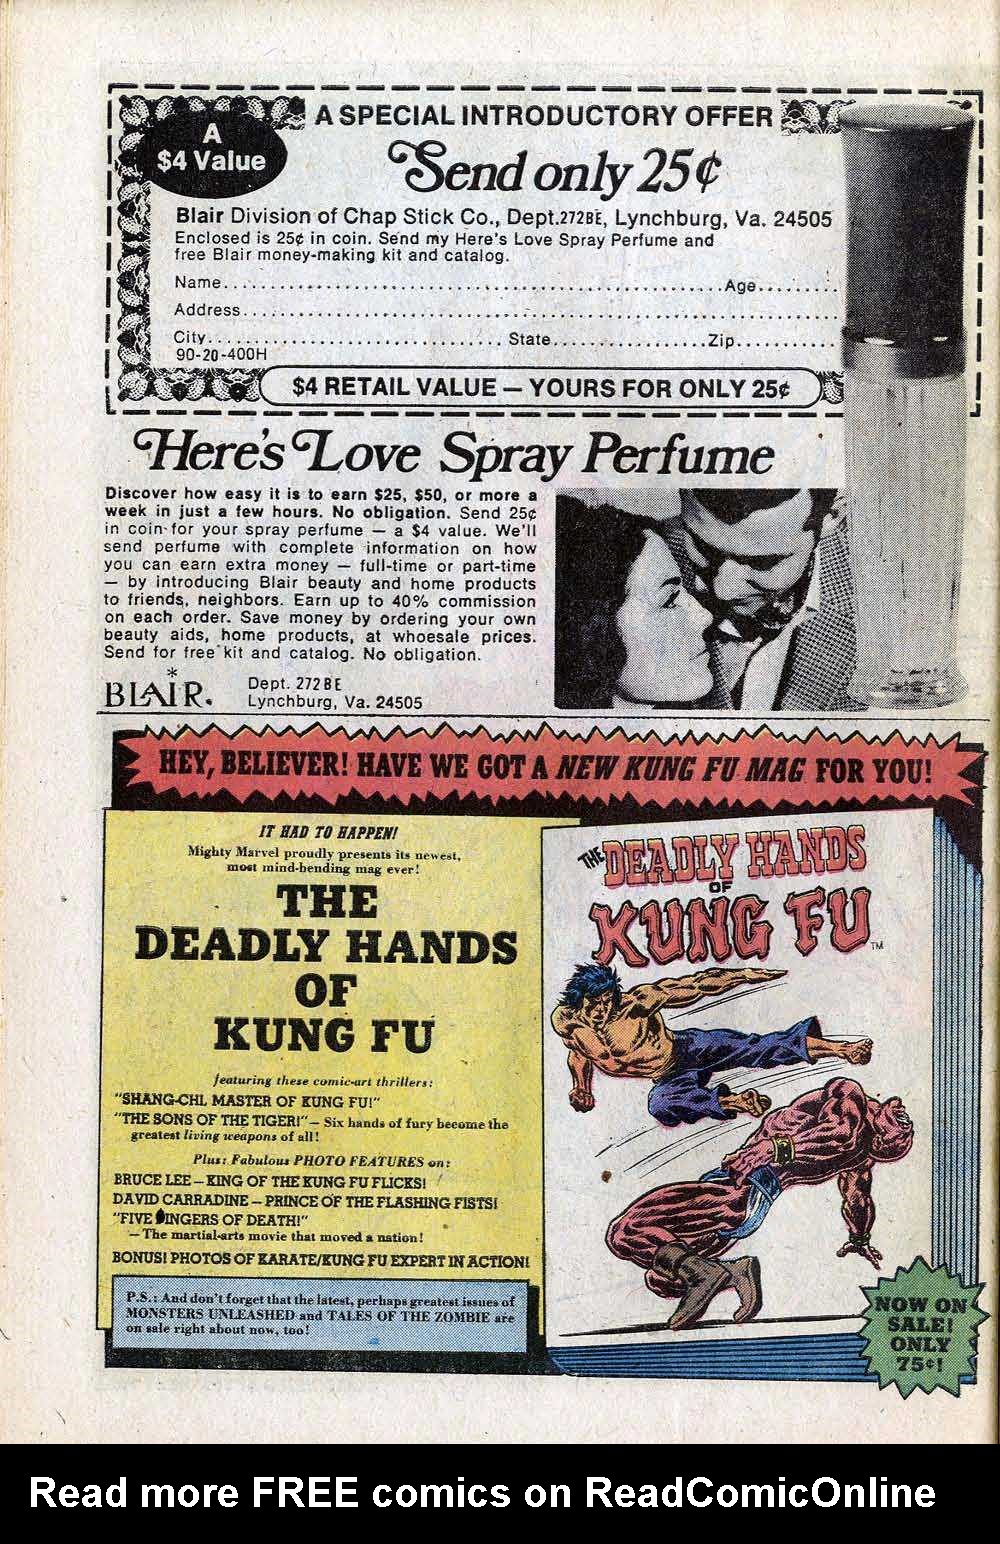 A SPECIAL INTRODUCTORY OFFER
A
$4 Value
Send only 25¢
Blair Division of Chap Stick Co., Dept.272BE, Lynchburg, Va. 24505
Enclosed is 25¢ in coin. Send my Here's Love Spray Perfume and
free Blair money-making kit and catalog.
Name.......................................................Age.........
Address.....................................................................
City................................. State.................Zip...........
90-20-400H
$4 RETAIL VALUE — YOURS FOR ONLY 25¢
Here's Love Spray Perfume
Discover how easy it is to earn $25, $50, or more a
week in just a few hours. No obligation. Send 25¢
in coin for your spray perfume — a $4 value. We'll
send perfume with complete information on how
you can earn extra money — full-time or part-time
— by introducing Blair beauty and home products
to friends, neighbors. Earn up to 40% commission
on each order. Save money by ordering your own
beauty aids, home products, at whoesale prices.
Send for free kit and catalog. No obligation.
BLAIR.
Dept. 272BE
Lynchburg, Va. 24505
HEY, BELIEVER! HAVE WE GOT A NEW KUNG FU MAG FOR YOU!
IT HAD TO HAPPEN!
Mighty Marvel proudly presents its newest,
most mind-bending mag ever!
THE
DEADLY HANDS
OF
KUNG FU
featuring these comic-art thrillers:
"SHANG-CHI, MASTER OF KUNG FU!"
"THE SONS OF THE TIGER!"— Six hands of fury become the
greatest living weapons of all!
Plus: Fabulous PHOTO FEATURES on:
BRUCE LEE — KING OF THE KUNG FU FLICKS!
DAVID CARRADINE — PRINCE OF THE FLASHING FISTS!
"FIVE FINGERS OF DEATH!"
— The martial-arts movie that moved a nation!
BONUS! PHOTOS OF KARATE/KUNG FU EXPERT IN ACTION!
P.S.: And don't forget that the latest, perhaps greatest issues of
MONSTERS UNLEASHED and TALES OF THE ZOMBIE are
on sale right about now, too!
THE DEADLY HANDS
OF
KUNG FU TM
NOW ON
SALE!
ONLY
75¢!
Read more FREE comics on ReadComicOnline